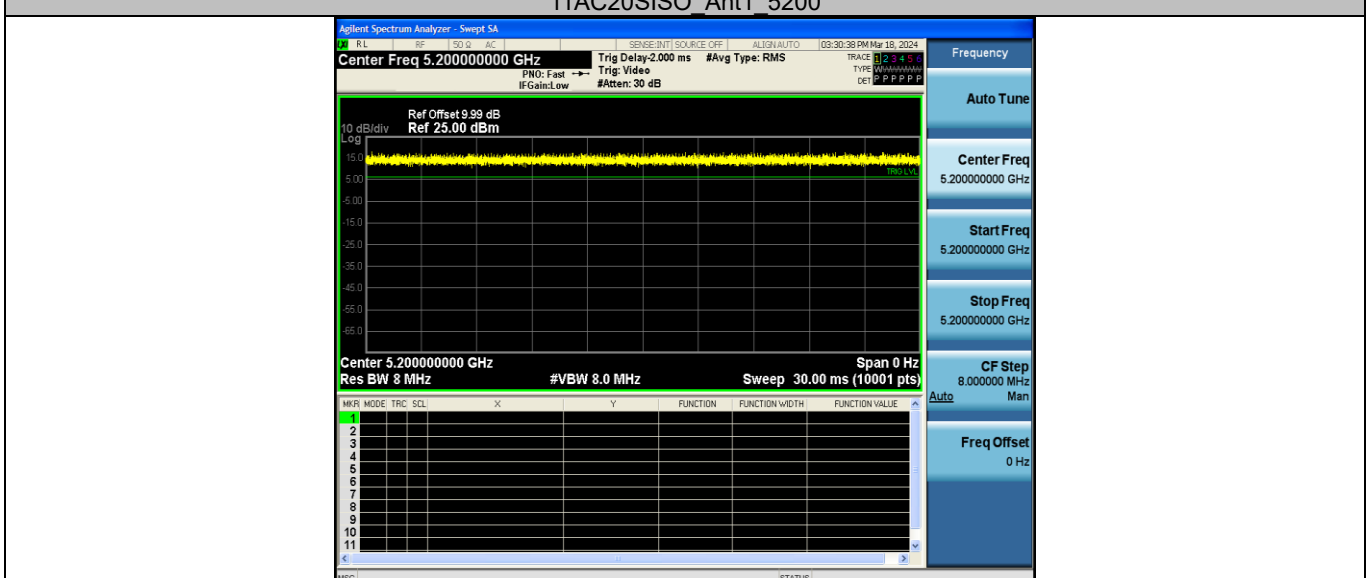 11AC20SISO_Ant1_5200
Agilent Spectrum Analyzer - Swept SA
LXI RL RF 50 Ω AC SENSE:INT SOURCE OFF ALIGN AUTO 03:30:38 PM Mar 18, 2024
Center Freq 5.200000000 GHz Trig Delay-2.000 ms #Avg Type: RMS TRACE 1 2 3 4 5 6
PNO: Fast Trig: Video TYPE WWWWWW
IFGain:Low #Atten: 30 dB DET P P P P P P
Ref Offset 9.99 dB
10 dB/div Ref 25.00 dBm
Log
15.0
TRIG LVL
5.00
-5.00
-15.0
-25.0
-35.0
-45.0
-55.0
-65.0
Center 5.200000000 GHz Span 0 Hz
Res BW 8 MHz #VBW 8.0 MHz Sweep 30.00 ms (10001 pts)
MKR MODE TRC SCL X Y FUNCTION FUNCTION WIDTH FUNCTION VALUE
1
2
3
4
5
6
7
8
9
10
11
MSG STATUS
Frequency
Auto Tune
Center Freq
5.200000000 GHz
Start Freq
5.200000000 GHz
Stop Freq
5.200000000 GHz
CF Step
8.000000 MHz
Auto Man
Freq Offset
0 Hz